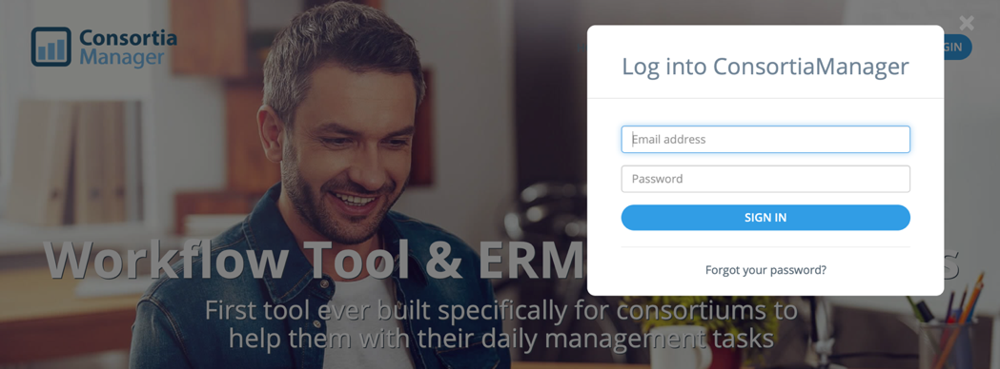 Consortia
Manager
GIN
Log into ConsortiaManager
Email address
Password
SIGN IN
Forgot your password?
Workflow Tool & ERM
s
First tool ever built specifically for consortiums to
help them with their daily management tasks